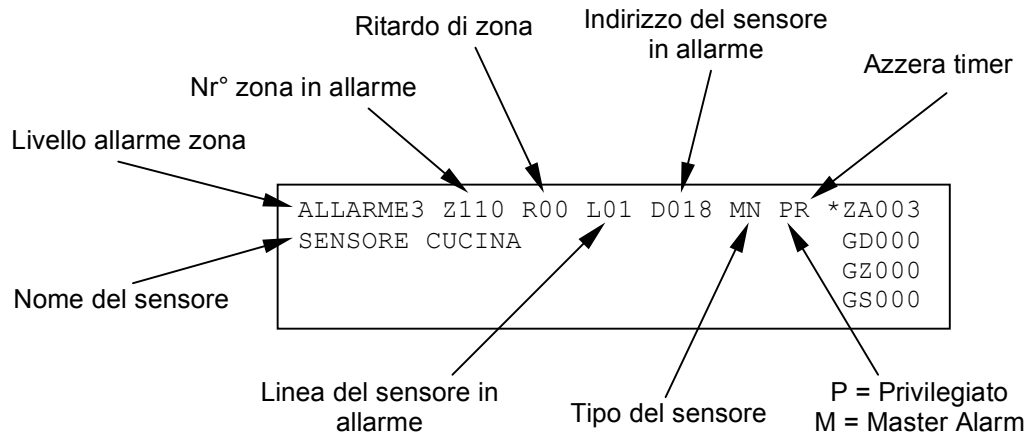 Ritardo di zona
Indirizzo del sensore
in allarme
Azzera timer
Nr° zona in allarme
Livello allarme zona
ALLARME3 Z110 R00 L01 D018 MN PR *ZA003
SENSORE CUCINA GD000
GZ000
GS000
Nome del sensore
Linea del sensore in
allarme
Tipo del sensore
P = Privilegiato
M = Master Alarm